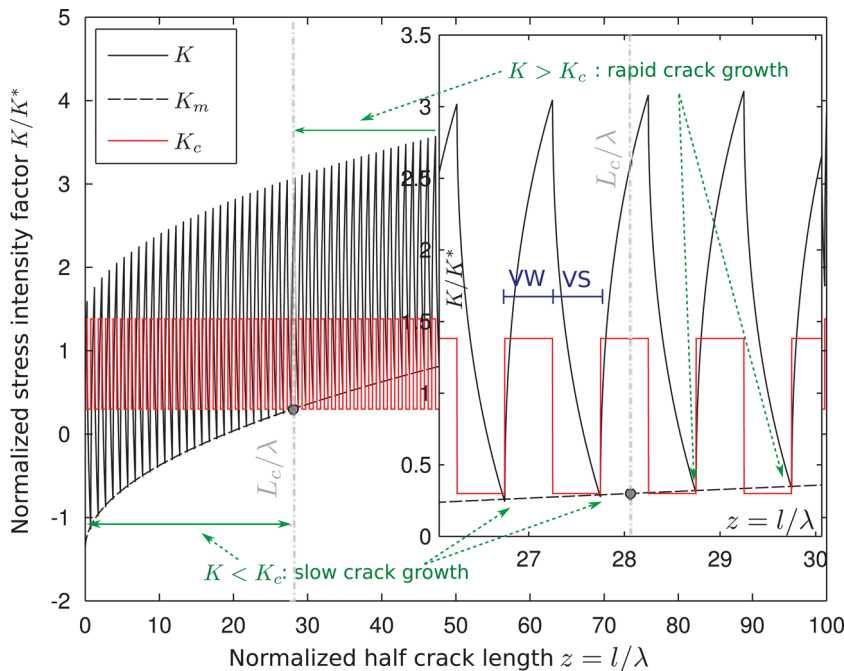 5
4
3
2
1
0
-1
-2
Normalized stress intensity factor K/K*
K
K_m
K_c
L_c/λ
K < K_c: slow crack growth
0 10 20 30 40 50 60 70 80 90 100
Normalized half crack length z = l/λ
3.5
3
2.5
2
1.5
1
0.5
0
K/K*
K > K_c : rapid crack growth
L_c/λ
VW VS
z = l/λ
27 28 29 30